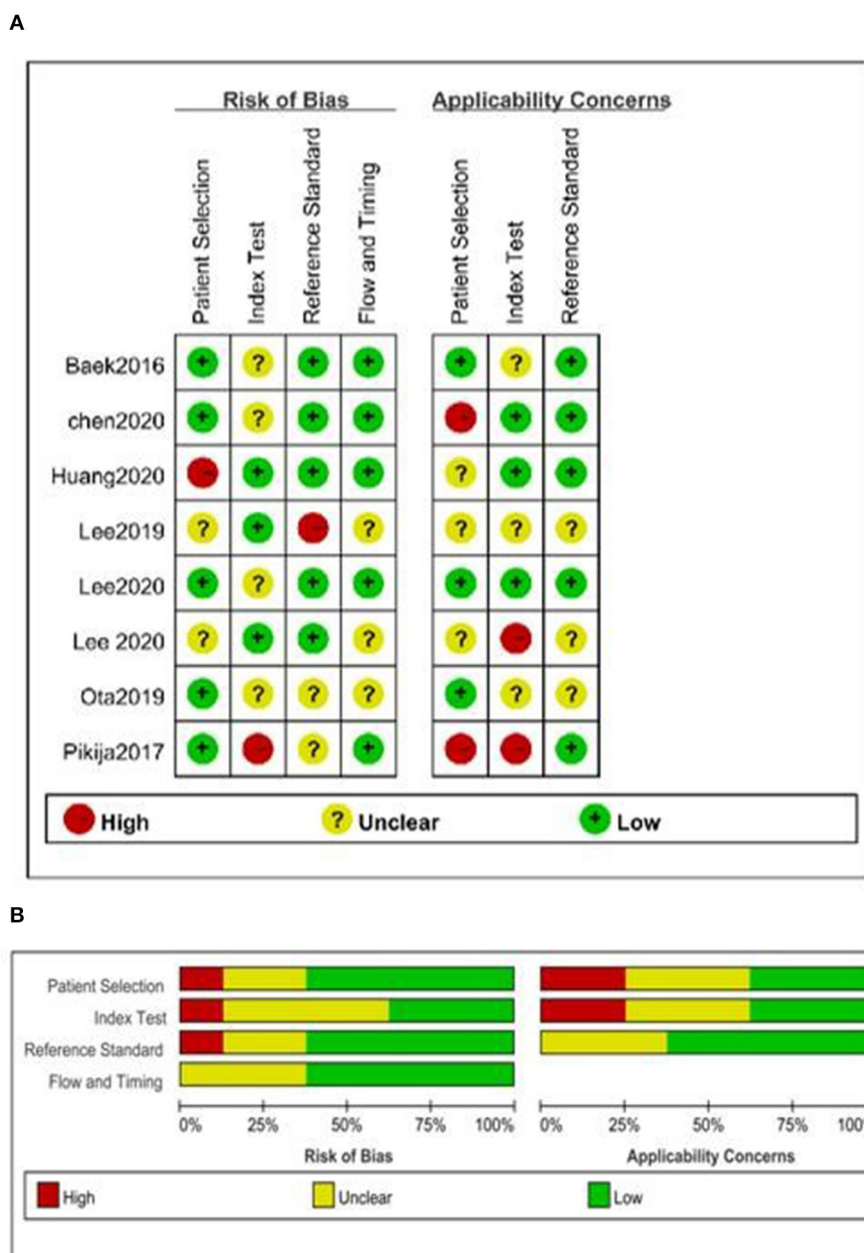 A
Risk of Bias Applicability Concerns
Patient Selection Index Test Reference Standard Flow and Timing Patient Selection Index Test Reference Standard
Baek2016 + ? + + + ? +
chen2020 + ? + + - + +
Huang2020 - + + + ? + +
Lee2019 ? + - ? ? ? ?
Lee2020 + ? + + + + +
Lee 2020 ? + + ? ? - ?
Ota2019 + ? ? ? + ? ?
Pikija2017 + - ? + - - +
- High ? Unclear + Low
B
Patient Selection
Index Test
Reference Standard
Flow and Timing
0% 25% 50% 75% 100% 0% 25% 50% 75%
Risk of Bias Applicability Concerns
High Unclear Low